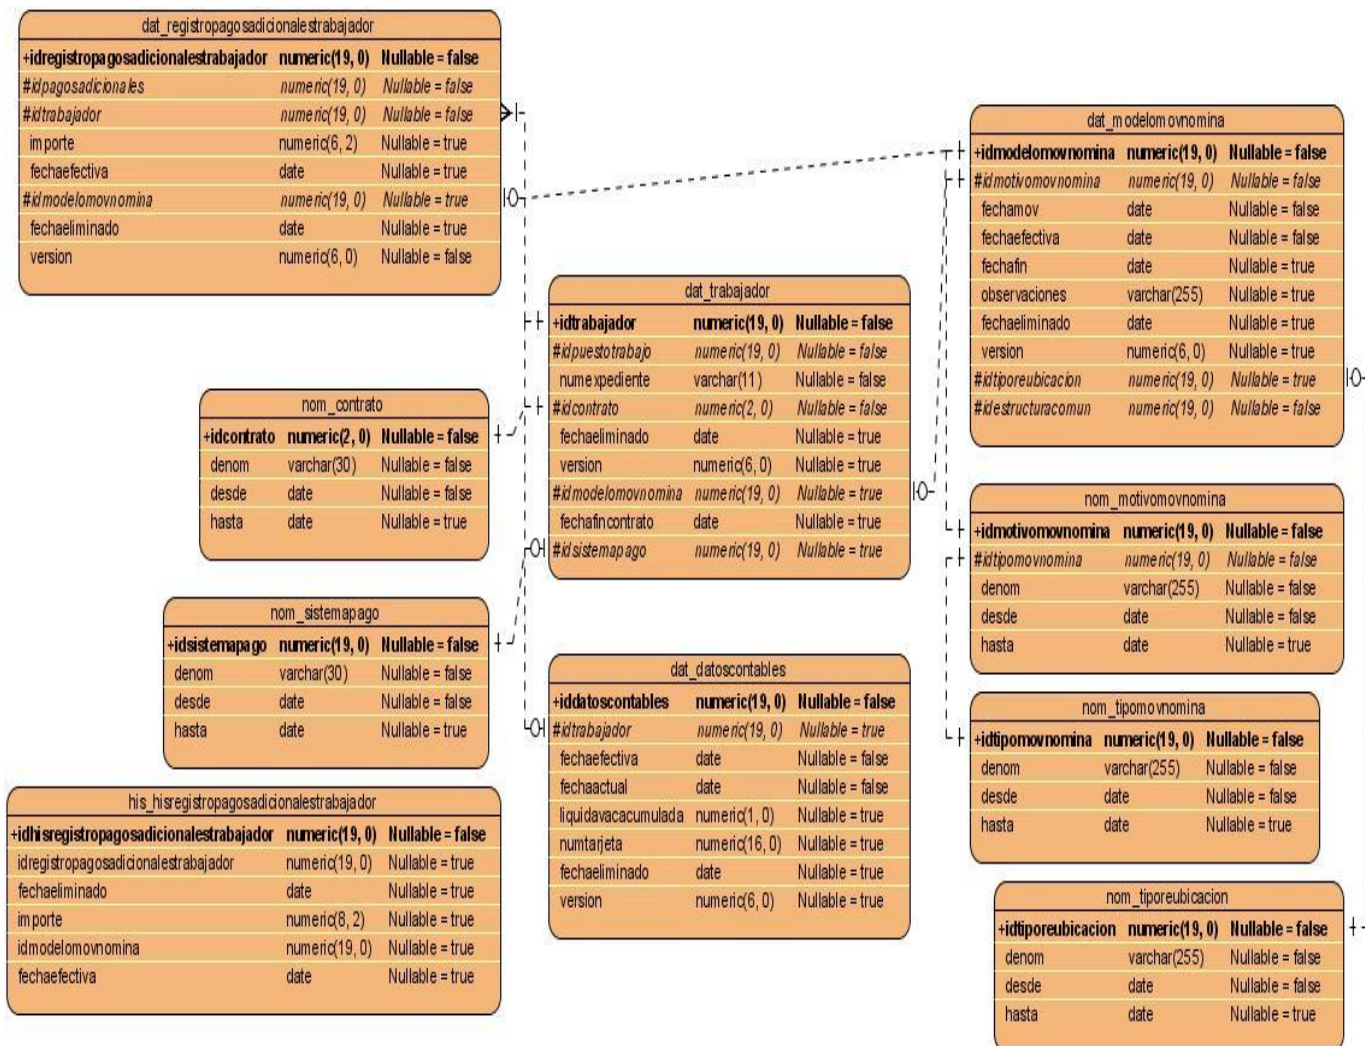 dat_registropagosadicionalestrabajador
+idregistropagosadicionalestrabajador numeric(19, 0) Nullable = false
#idpagosadicionales numeric(19, 0) Nullable = false
#idtrabajador numeric(19, 0) Nullable = false
importe numeric(6, 2) Nullable = true
fechaefectiva date Nullable = true
#idmodelomovnomina numeric(19, 0) Nullable = true
fechaeliminado date Nullable = true
version numeric(6, 0) Nullable = false
dat_modelomovnomina
+idmodelomovnomina numeric(19, 0) Nullable = false
#idmotivomovnomina numeric(19, 0) Nullable = false
fechamov date Nullable = false
fechaefectiva date Nullable = false
fechafin date Nullable = true
observaciones varchar(255) Nullable = true
fechaeliminado date Nullable = true
version numeric(6, 0) Nullable = true
#idtiporeubicacion numeric(19, 0) Nullable = true
#idestructuracomun numeric(19, 0) Nullable = false
dat_trabajador
+idtrabajador numeric(19, 0) Nullable = false
#idpuestotrabajo numeric(19, 0) Nullable = false
numexpediente varchar(11) Nullable = false
#idcontrato numeric(2, 0) Nullable = false
fechaeliminado date Nullable = true
version numeric(6, 0) Nullable = true
#idmodelomovnomina numeric(19, 0) Nullable = true
fechafincontrato date Nullable = true
#idsistemapago numeric(19, 0) Nullable = true
nom_contrato
+idcontrato numeric(2, 0) Nullable = false
denom varchar(30) Nullable = false
desde date Nullable = false
hasta date Nullable = true
nom_motivomovnomina
+idmotivomovnomina numeric(19, 0) Nullable = false
#idtipomovnomina numeric(19, 0) Nullable = false
denom varchar(255) Nullable = false
desde date Nullable = false
hasta date Nullable = true
nom_sistemapago
+idsistemapago numeric(19, 0) Nullable = false
denom varchar(30) Nullable = false
desde date Nullable = false
hasta date Nullable = true
dat_datoscontables
+iddatoscontables numeric(19, 0) Nullable = false
#idtrabajador numeric(19, 0) Nullable = true
fechaefectiva date Nullable = false
fechaactual date Nullable = false
liquidavacacumulada numeric(1, 0) Nullable = true
numtarjeta numeric(16, 0) Nullable = true
fechaeliminado date Nullable = true
version numeric(6, 0) Nullable = true
nom_tipomovnomina
+idtipomovnomina numeric(19, 0) Nullable = false
denom varchar(255) Nullable = false
desde date Nullable = false
hasta date Nullable = true
his_hisregistropagosadicionalestrabajador
+idhisregistropagosadicionalestrabajador numeric(19, 0) Nullable = false
idregistropagosadicionalestrabajador numeric(19, 0) Nullable = true
fechaeliminado date Nullable = true
importe numeric(8, 2) Nullable = true
idmodelomovnomina numeric(19, 0) Nullable = true
fechaefectiva date Nullable = true
nom_tiporeubicacion
+idtiporeubicacion numeric(19, 0) Nullable = false
denom varchar(255) Nullable = false
desde date Nullable = false
hasta date Nullable = true